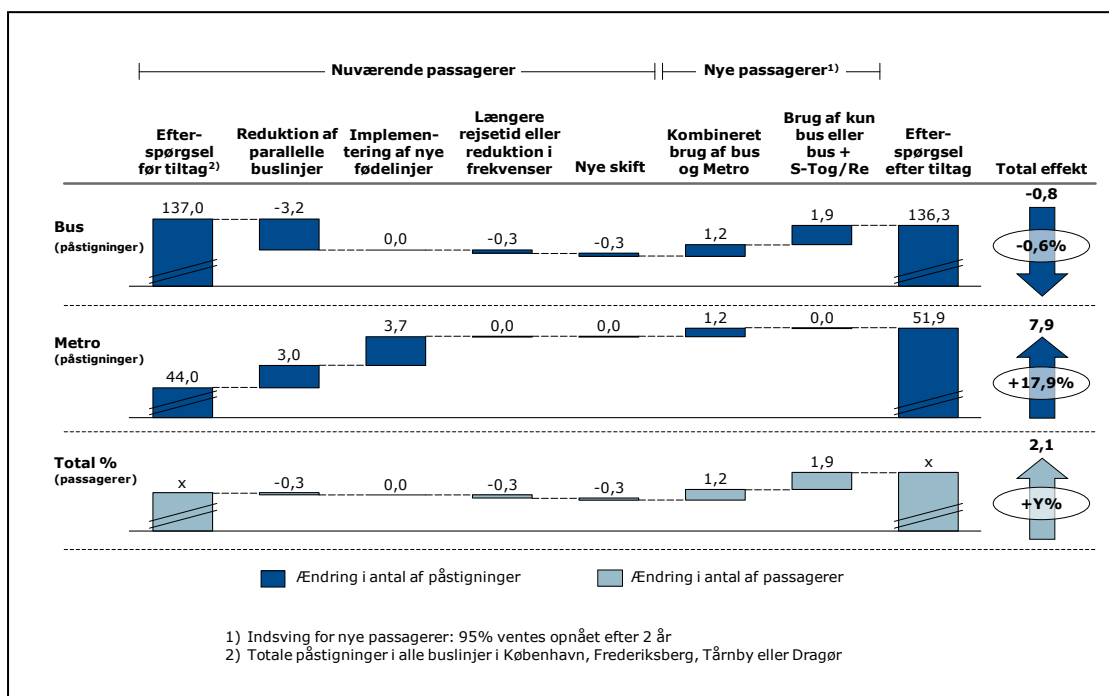 Nuværende passagerer
Nye passagerer1)
Efter-
spørgsel
før tiltag2)
Reduktion af
parallelle
buslinjer
Implemen-
tering af nye
fødelinjer
Længere
rejsetid eller
reduktion i
frekvenser
Nye skift
Kombineret
brug af bus
og Metro
Brug af kun
bus eller
bus +
S-Tog/Re
Efter-
spørgsel
efter tiltag
Total effekt
Bus
(påstigninger)
137,0
-3,2
0,0
-0,3
-0,3
1,2
1,9
136,3
-0,8
-0,6%
Metro
(påstigninger)
44,0
3,0
3,7
0,0
0,0
1,2
0,0
51,9
7,9
+17,9%
Total %
(passagerer)
x
-0,3
0,0
-0,3
-0,3
1,2
1,9
x
2,1
+Y%
Ændring i antal af påstigninger
Ændring i antal af passagerer
1) Indsving for nye passagerer: 95% ventes opnået efter 2 år
2) Totale påstigninger i alle buslinjer i København, Frederiksberg, Tårnby eller Dragør